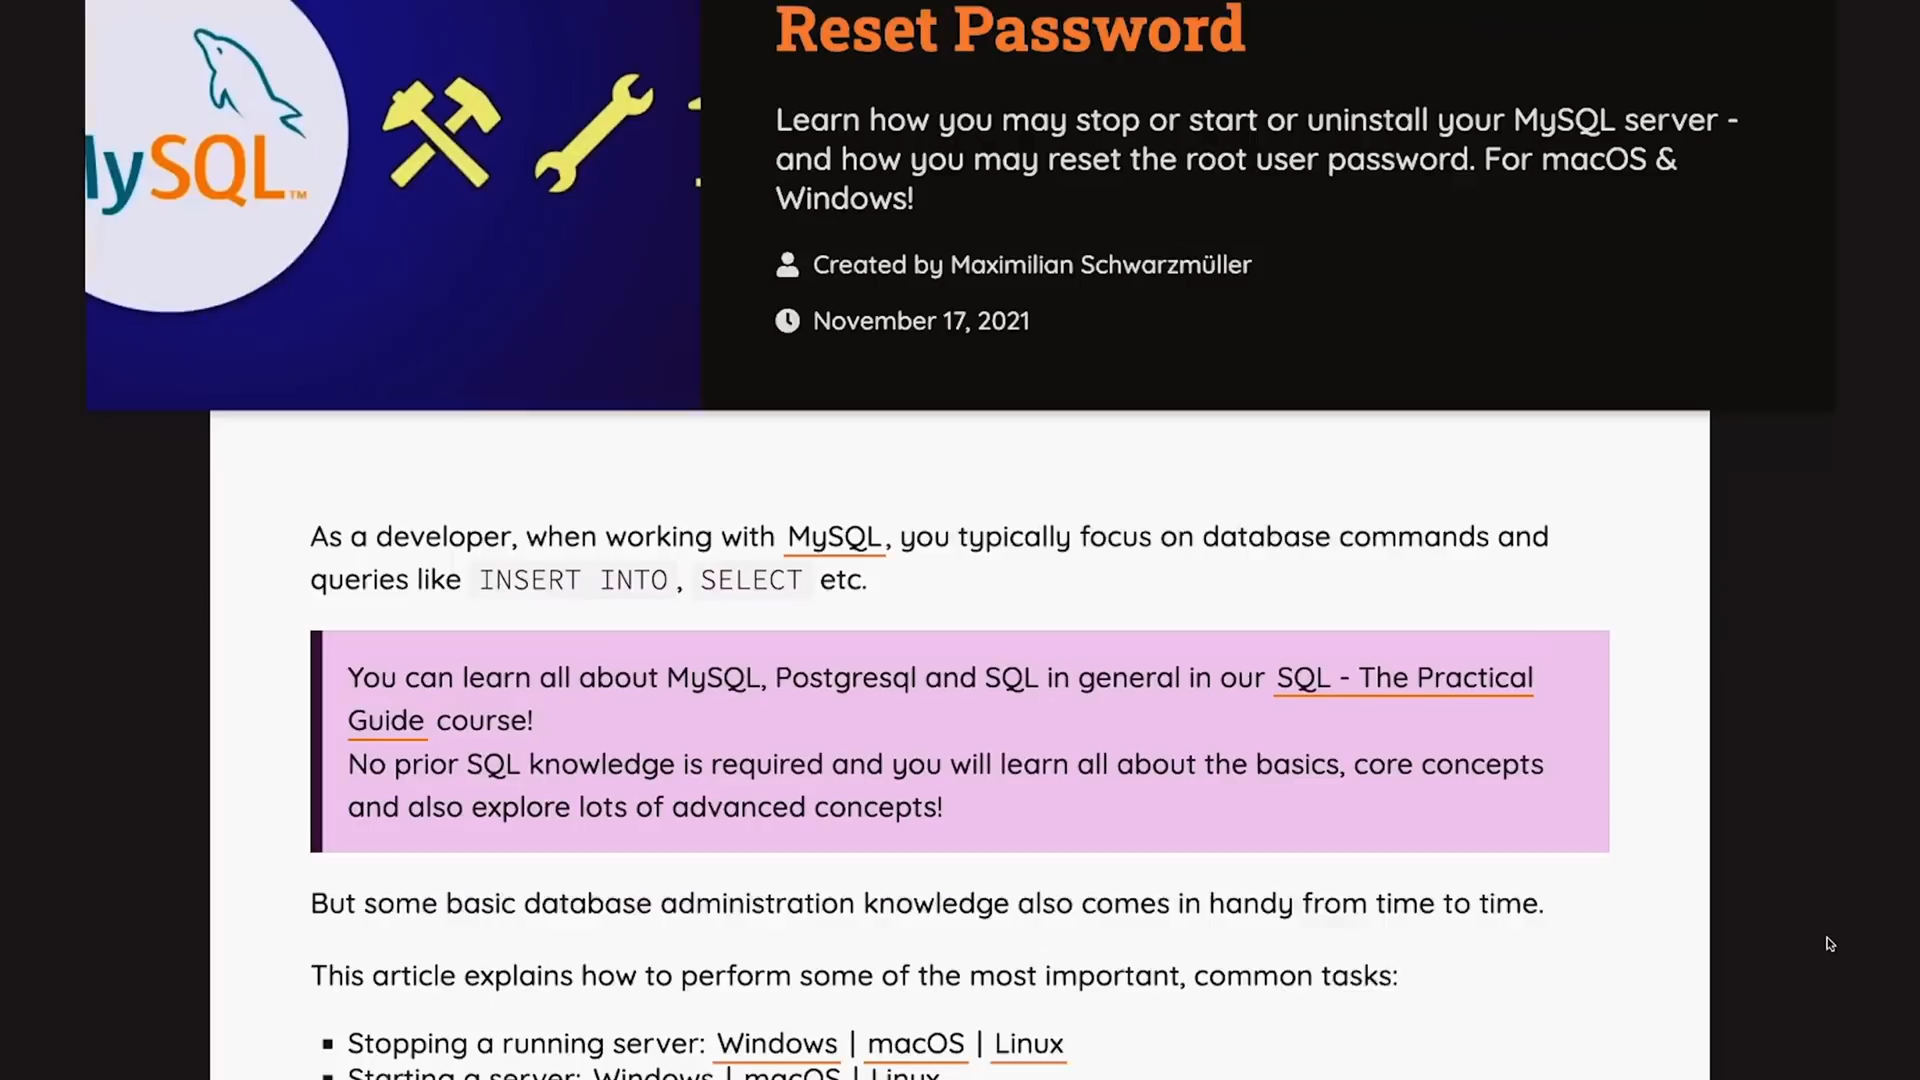 Reset Password
MySQL™
Learn how you may stop or start or uninstall your MySQL server -
and how you may reset the root user password. For macOS &
Windows!
Created by Maximilian Schwarzmüller
November 17, 2021
As a developer, when working with MySQL, you typically focus on database commands and
queries like INSERT INTO, SELECT etc.
You can learn all about MySQL, Postgresql and SQL in general in our SQL - The Practical
Guide course!
No prior SQL knowledge is required and you will learn all about the basics, core concepts
and also explore lots of advanced concepts!
But some basic database administration knowledge also comes in handy from time to time.
This article explains how to perform some of the most important, common tasks:
▪ Stopping a running server: Windows | macOS | Linux
▪ Starting a server: Windows | macOS | Linux